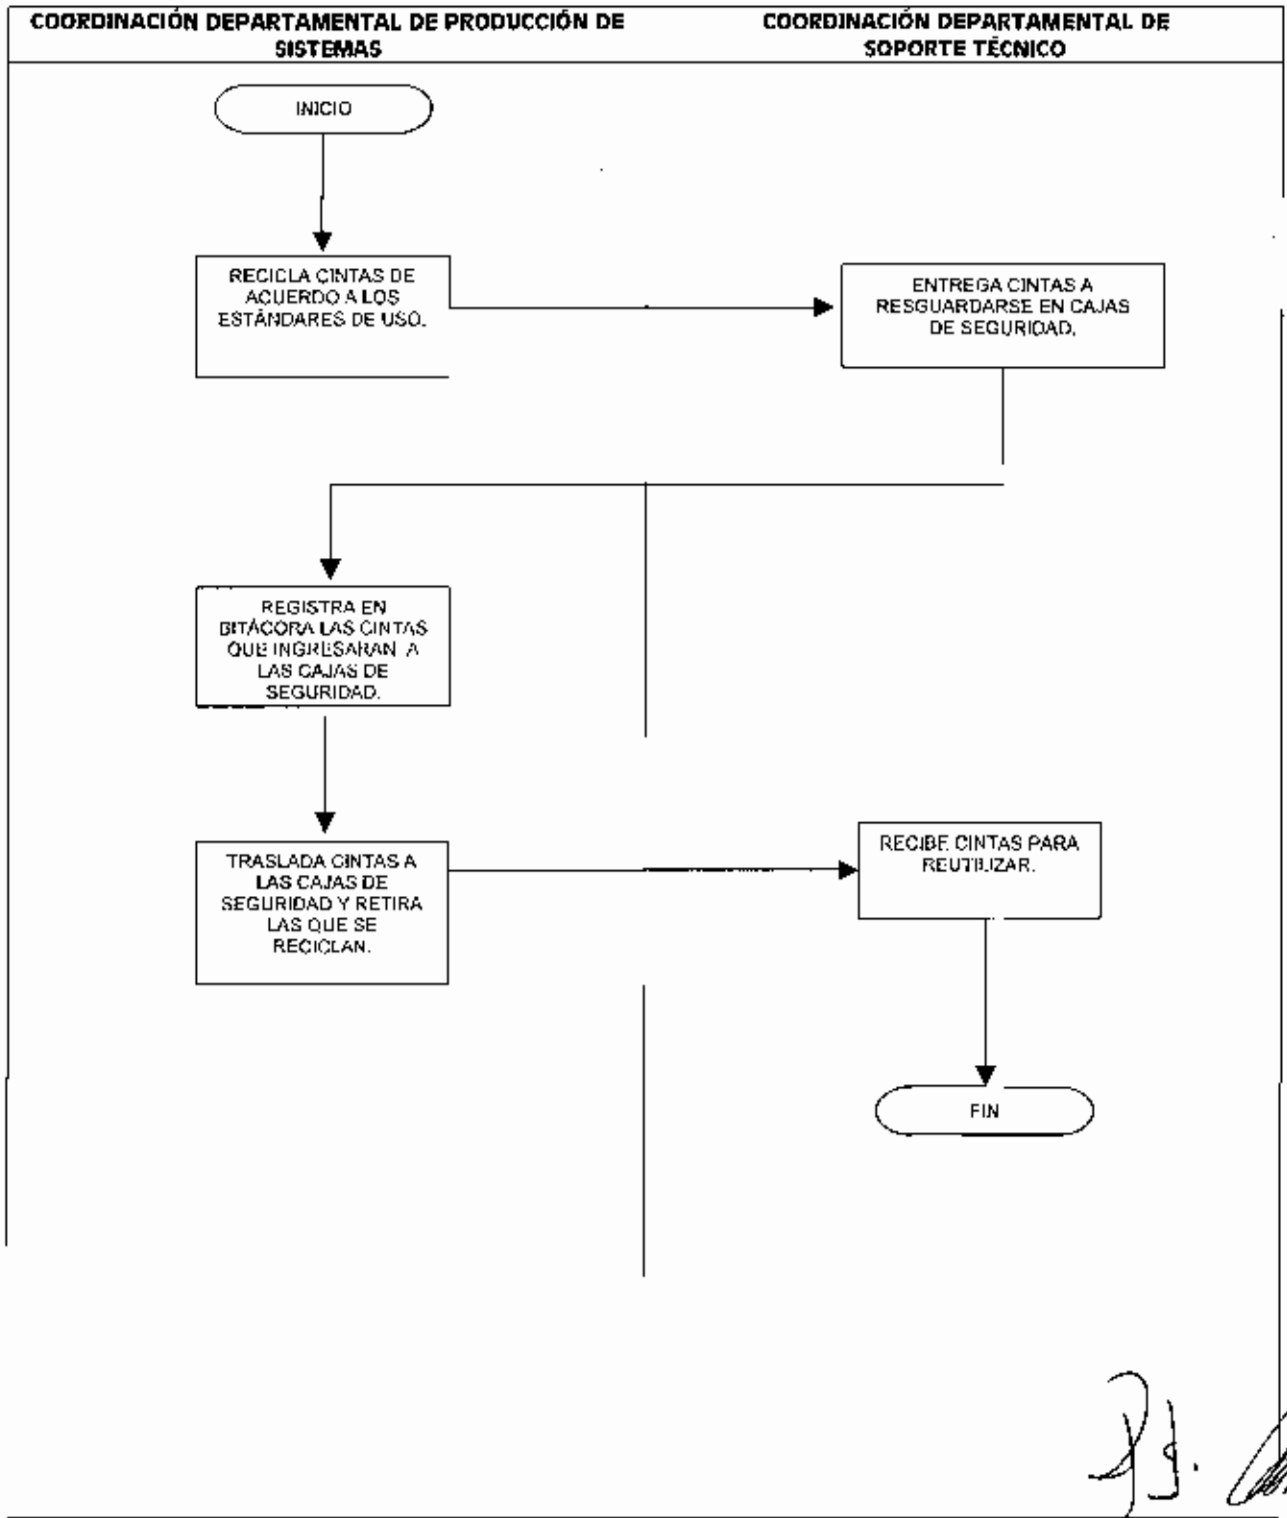 COORDINACIÓN DEPARTAMENTAL DE PRODUCCIÓN DE
SISTEMAS
COORDINACIÓN DEPARTAMENTAL DE
SOPORTE TÉCNICO
INICIO
RECICLA CINTAS DE
ACUERDO A LOS
ESTÁNDARES DE USO.
ENTREGA CINTAS A
RESGUARDARSE EN CAJAS
DE SEGURIDAD.
REGISTRA EN
BITÁCORA LAS CINTAS
QUE INGRESARAN A
LAS CAJAS DE
SEGURIDAD.
TRASLADA CINTAS A
LAS CAJAS DE
SEGURIDAD Y RETIRA
LAS QUE SE
RECICLAN.
RECIBE CINTAS PARA
REUTILIZAR.
FIN